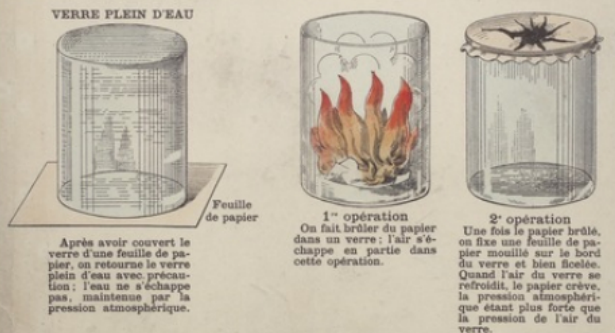 VERRE PLEIN D'EAU
Feuille
de papier
Après avoir couvert le
verre d'une feuille de pa-
pier, on retourne le verre
plein d'eau avec précau-
tion ; l'eau ne s'échappe
pas, maintenue par la
pression atmosphérique.
1re opération
On fait brûler du papier
dans un verre ; l'air s'é-
chappe en partie dans
cette opération.
2e opération
Une fois le papier brûlé,
on fixe une feuille de pa-
pier mouillé sur le bord
du verre et bien ficelée.
Quand l'air du verre se
refroidit, le papier crève,
la pression atmosphéri-
que étant plus forte que
la pression de l'air du
verre.